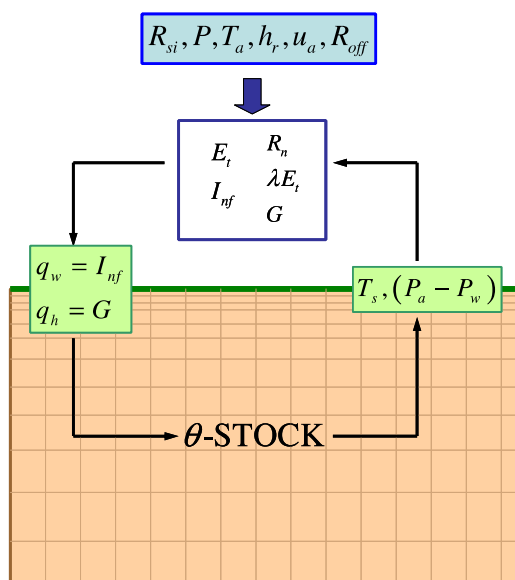 R_si, P, T_a, h_r, u_a, R_off
E_t
I_nf
R_n
λE_t
G
q_w = I_nf
q_h = G
T_s, (P_a − P_w)
θ-STOCK